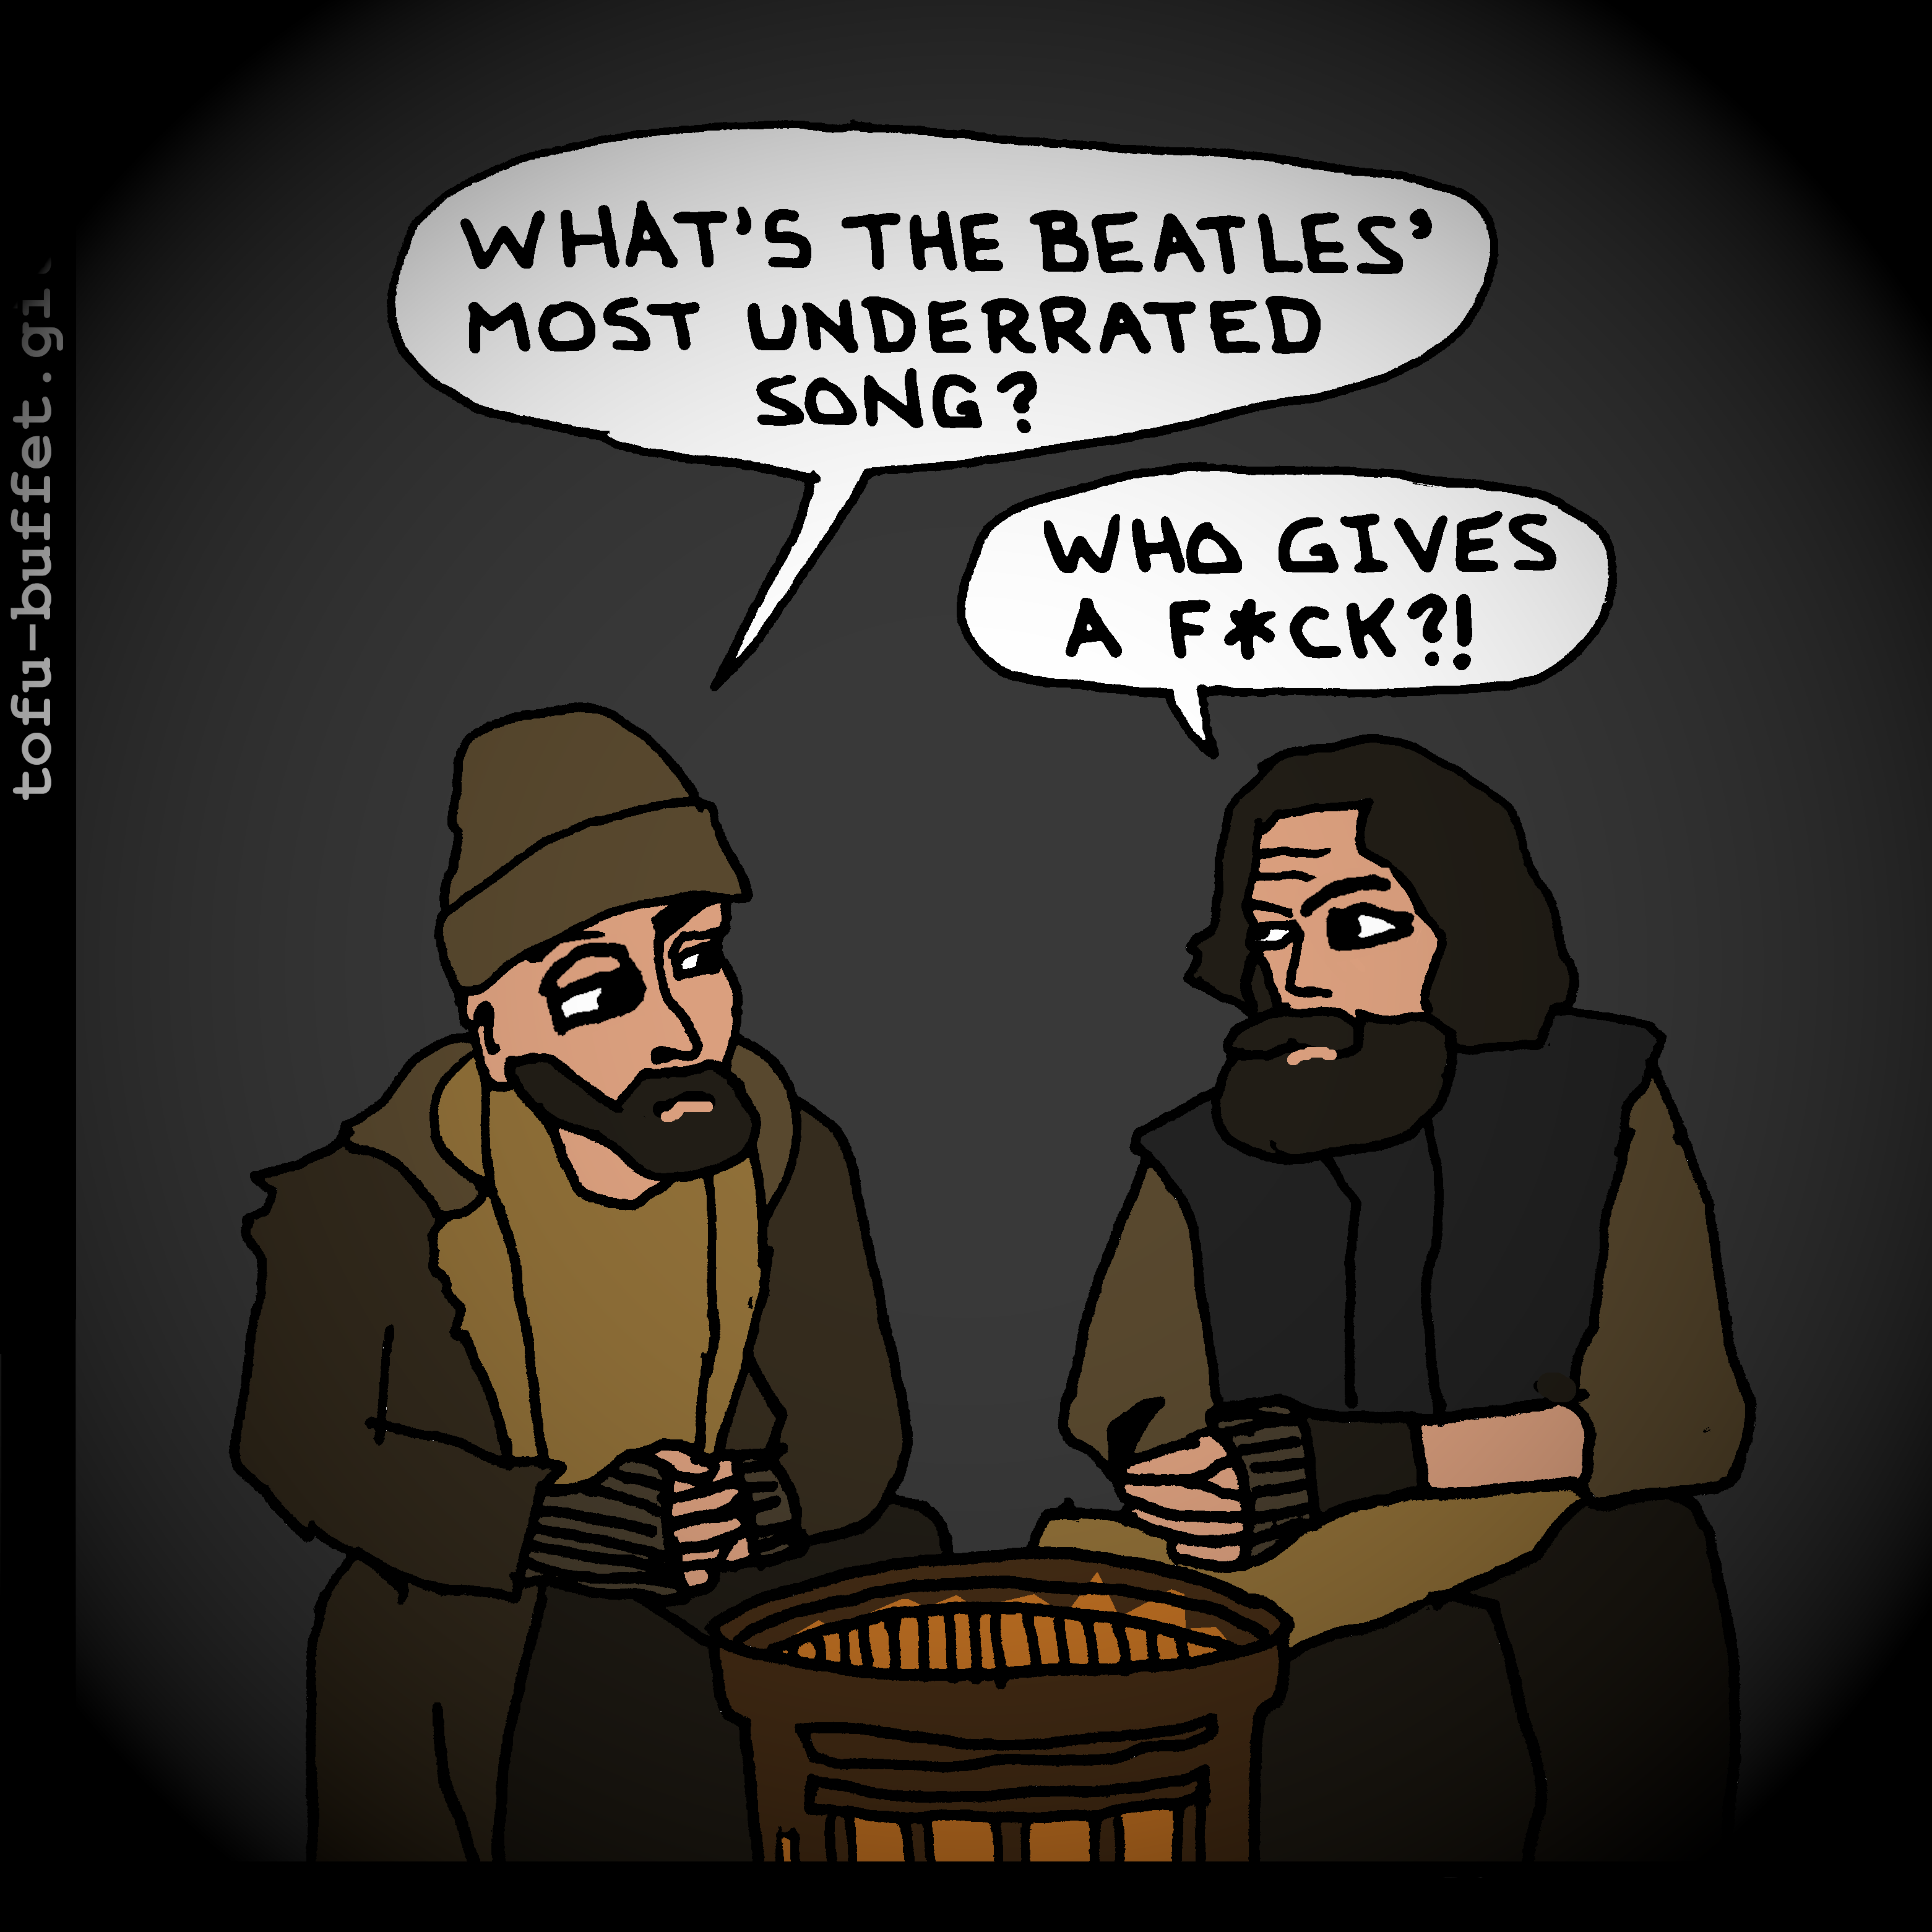 WHAT'S THE BEATLES'
MOST UNDERRATED
SONG?
WHO GIVES
A F*CK?!
tofu-buffet.gi